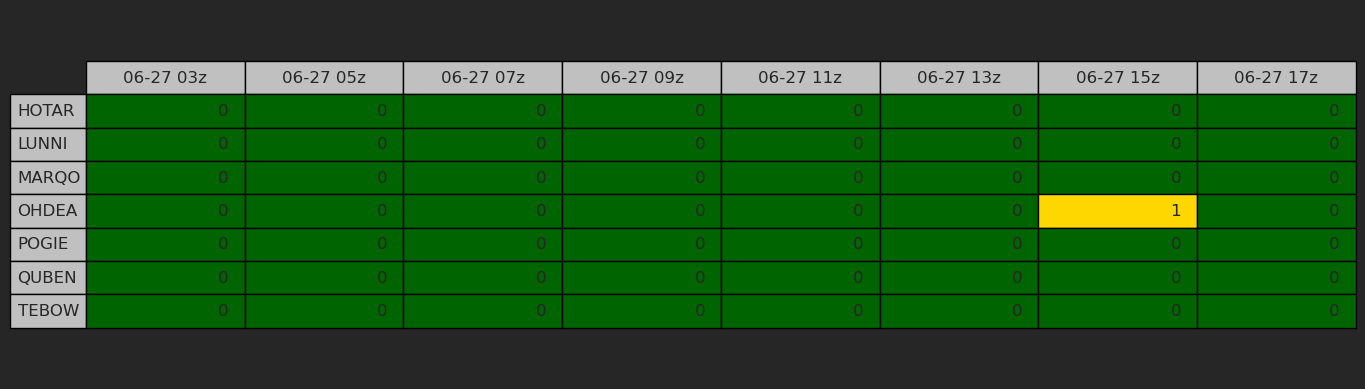 06-27 03z 06-27 05z 06-27 07z 06-27 09z 06-27 11z 06-27 13z 06-27 15z 06-27 17z
HOTAR 0 0 0 0 0 0 0 0
LUNNI 0 0 0 0 0 0 0 0
MARQO 0 0 0 0 0 0 0 0
OHDEA 0 0 0 0 0 0 1 0
POGIE 0 0 0 0 0 0 0 0
QUBEN 0 0 0 0 0 0 0 0
TEBOW 0 0 0 0 0 0 0 0